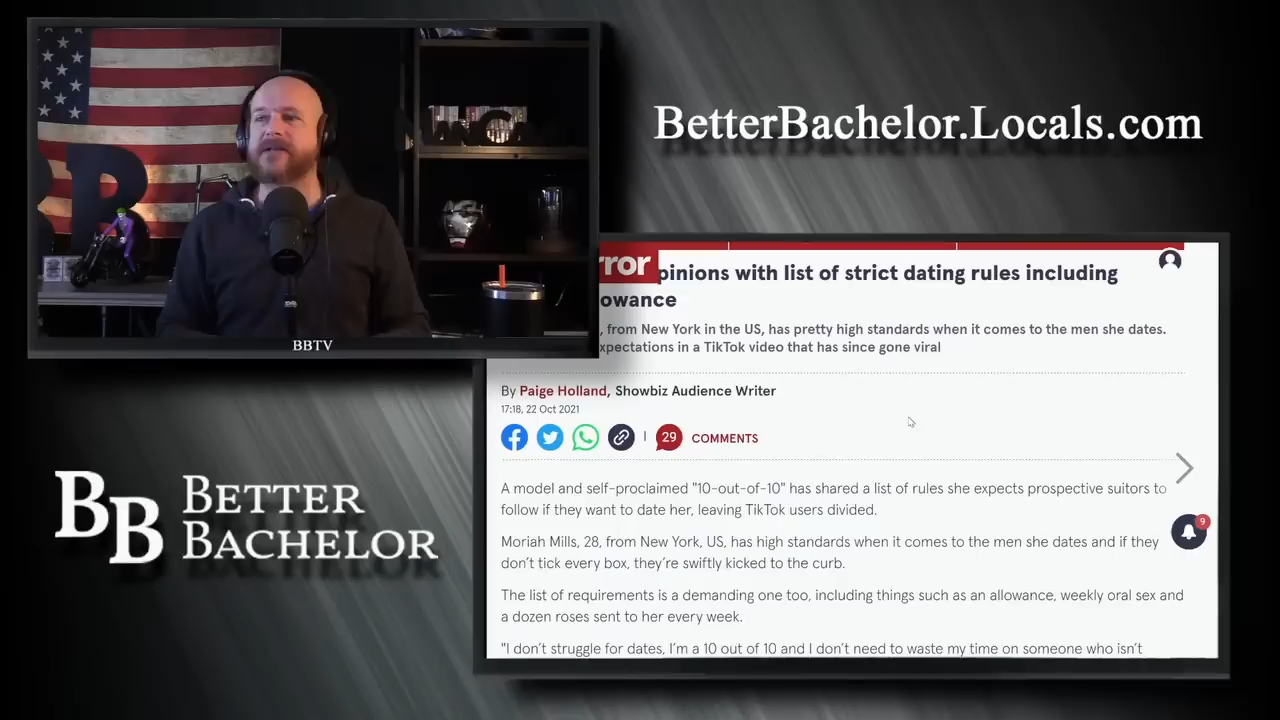 BetterBachelor.Locals.com
BBTV
BB BETTER
BACHELOR
rror
pinions with list of strict dating rules including
owance
, from New York in the US, has pretty high standards when it comes to the men she dates.
xpectations in a TikTok video that has since gone viral
By Paige Holland, Showbiz Audience Writer
17:18, 22 Oct 2021
29 COMMENTS
A model and self-proclaimed "10-out-of-10" has shared a list of rules she expects prospective suitors to
follow if they want to date her, leaving TikTok users divided.
9
Moriah Mills, 28, from New York, US, has high standards when it comes to the men she dates and if they
don't tick every box, they're swiftly kicked to the curb.
The list of requirements is a demanding one too, including things such as an allowance, weekly oral sex and
a dozen roses sent to her every week.
"I don't struggle for dates, I'm a 10 out of 10 and I don't need to waste my time on someone who isn't